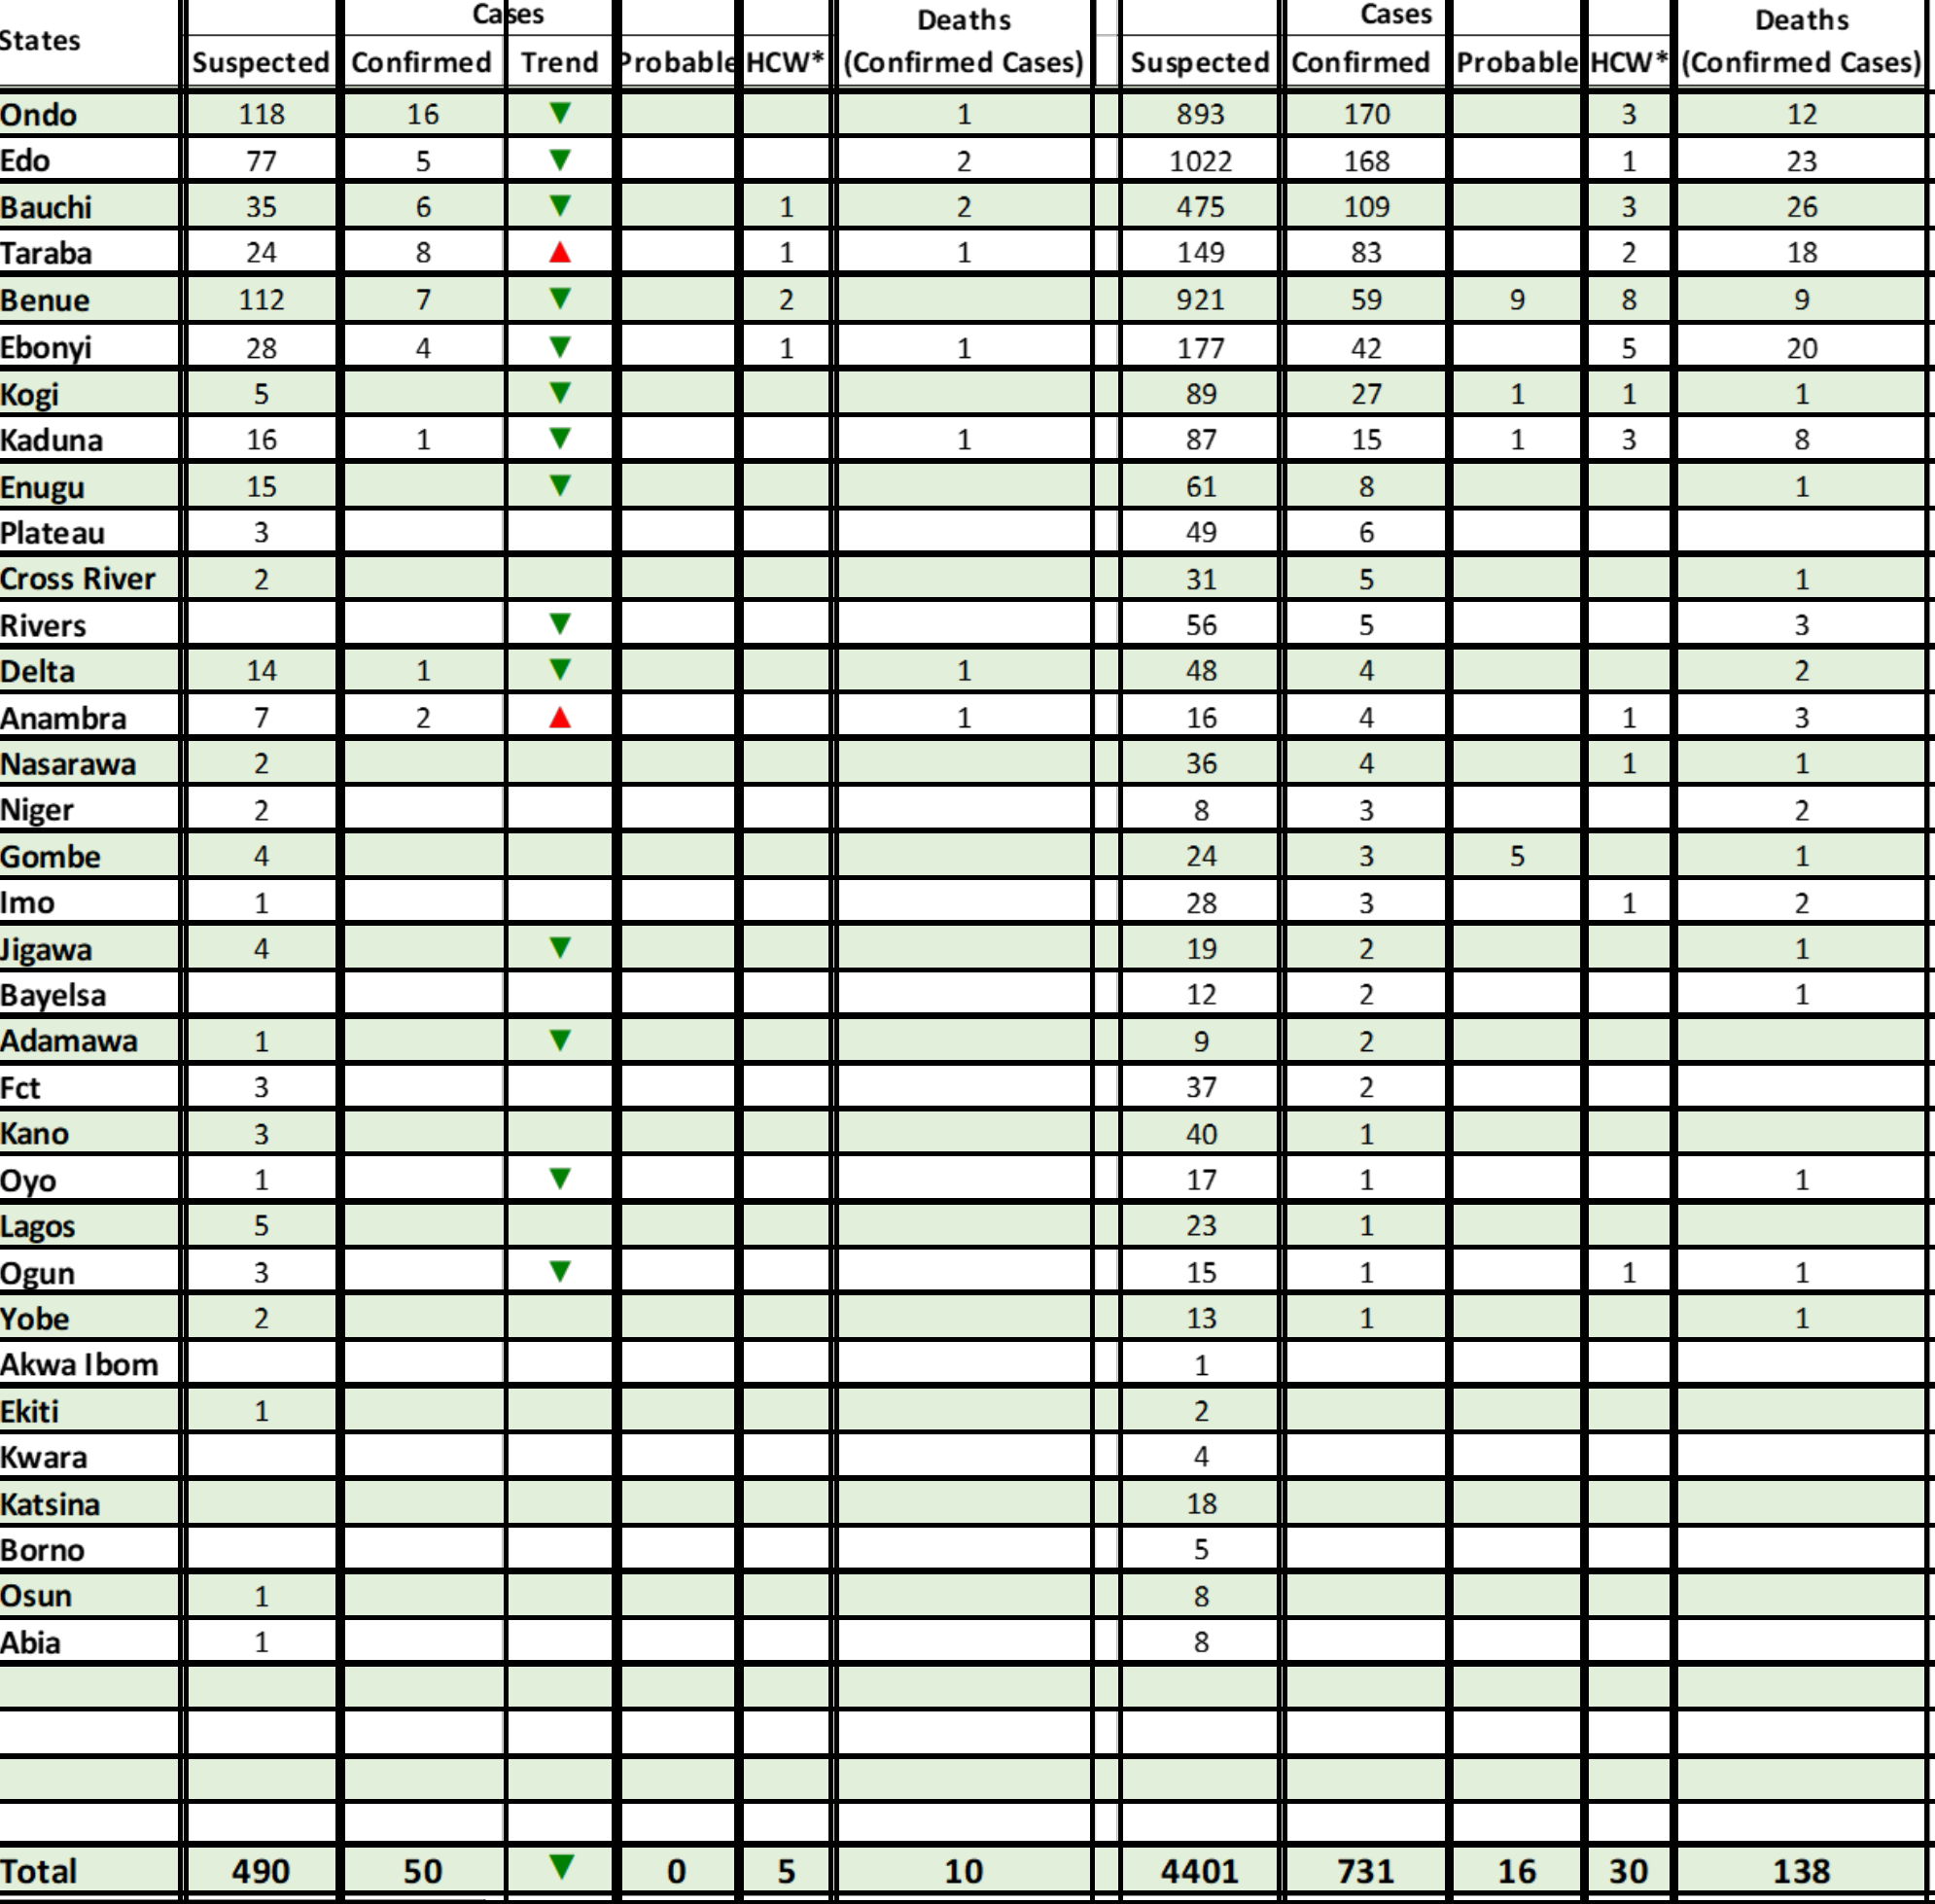 States Cases Deaths Cases Deaths
Suspected Confirmed Trend Probable HCW* (Confirmed Cases) Suspected Confirmed Probable HCW* (Confirmed Cases)
Ondo 118 16 ▼ 1 893 170 3 12
Edo 77 5 ▼ 2 1022 168 1 23
Bauchi 35 6 ▼ 1 2 475 109 3 26
Taraba 24 8 ▲ 1 1 149 83 2 18
Benue 112 7 ▼ 2 921 59 9 8 9
Ebonyi 28 4 ▼ 1 1 177 42 5 20
Kogi 5 ▼ 89 27 1 1 1
Kaduna 16 1 ▼ 1 87 15 1 3 8
Enugu 15 ▼ 61 8 1
Plateau 3 49 6
Cross River 2 31 5 1
Rivers ▼ 56 5 3
Delta 14 1 ▼ 1 48 4 2
Anambra 7 2 ▲ 1 16 4 1 3
Nasarawa 2 36 4 1 1
Niger 2 8 3 2
Gombe 4 24 3 5 1
Imo 1 28 3 1 2
Jigawa 4 ▼ 19 2 1
Bayelsa 12 2 1
Adamawa 1 ▼ 9 2
Fct 3 37 2
Kano 3 40 1
Oyo 1 ▼ 17 1 1
Lagos 5 23 1
Ogun 3 ▼ 15 1 1 1
Yobe 2 13 1 1
Akwa Ibom 1
Ekiti 1 2
Kwara 4
Katsina 18
Borno 5
Osun 1 8
Abia 1 8
Total 490 50 ▼ 0 5 10 4401 731 16 30 138